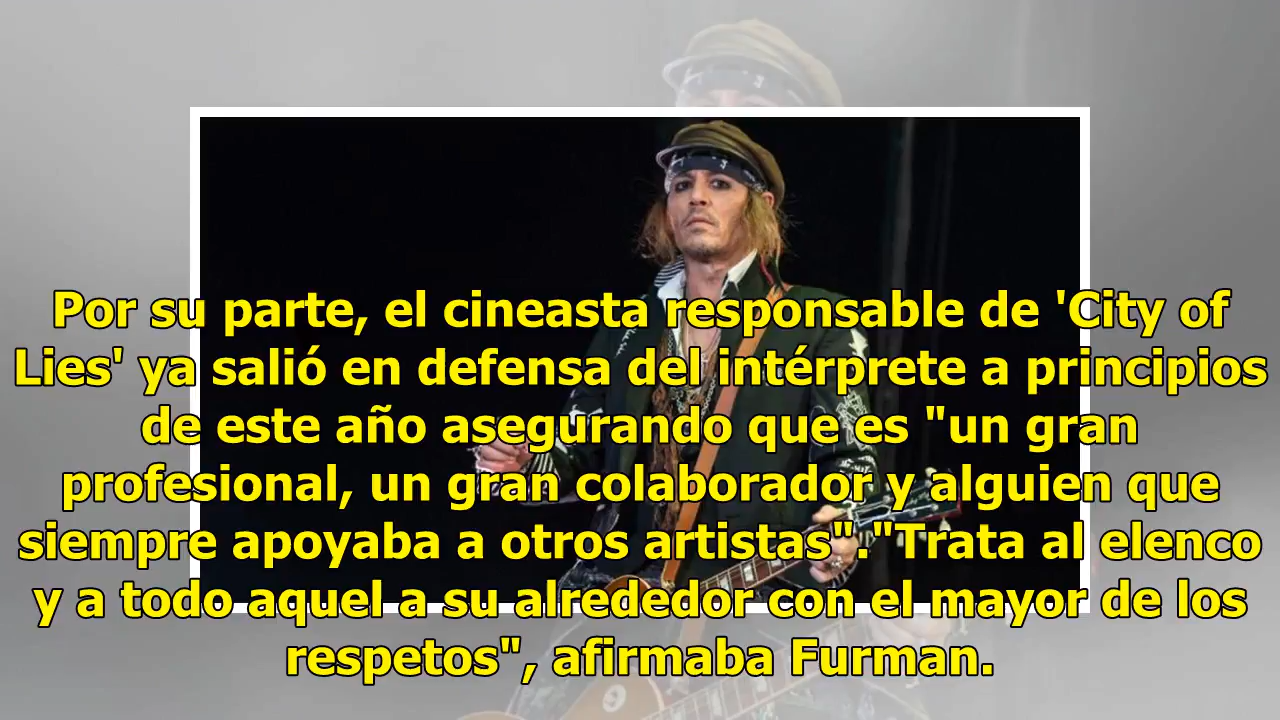 Por su parte, el cineasta responsable de 'City of
Lies' ya salió en defensa del intérprete a principios
de este año asegurando que es "un gran
profesional, un gran colaborador y alguien que
siempre apoyaba a otros artistas"."Trata al elenco
y a todo aquel a su alrededor con el mayor de los
respetos", afirmaba Furman.